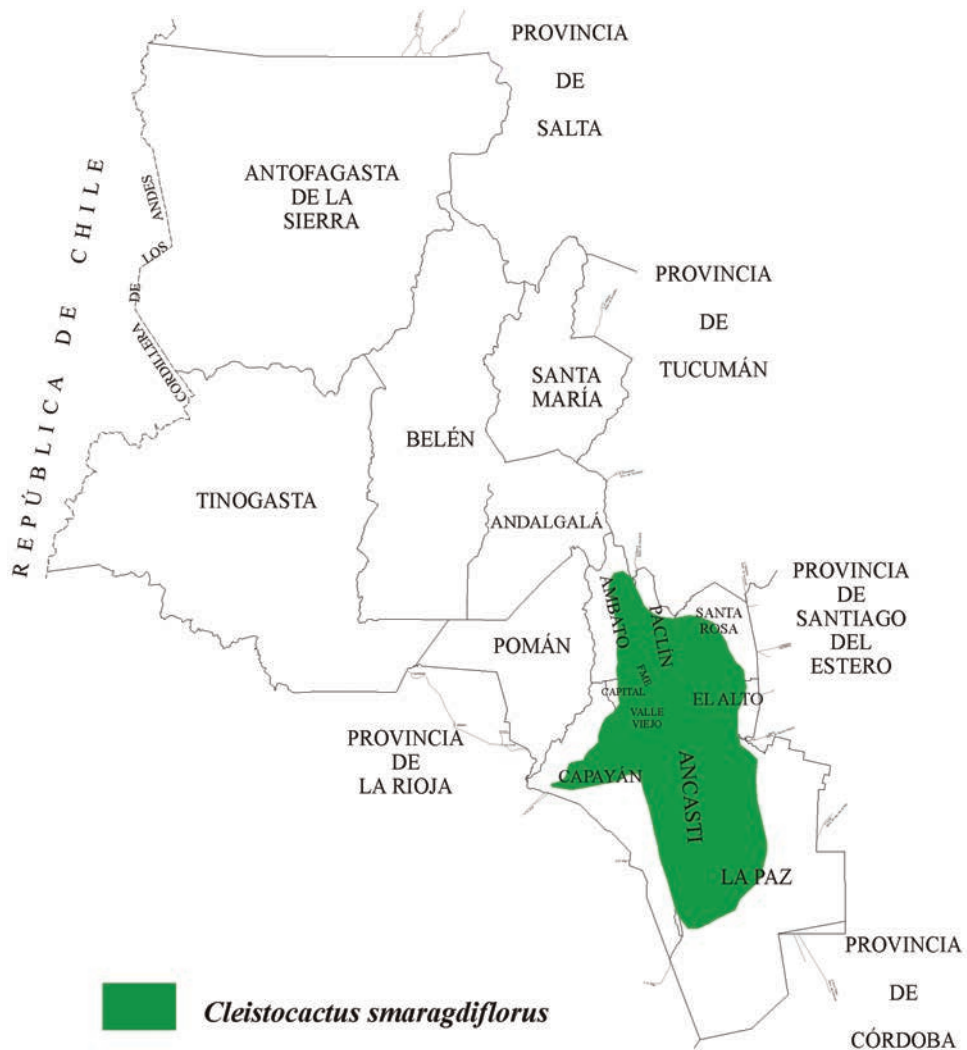 PROVINCIA
DE
SALTA
ANTOFAGASTA
DE LA
SIERRA
REPÚBLICA DE CHILE
CORDILLERA DE LOS ANDES
PROVINCIA
DE
TUCUMÁN
SANTA
MARÍA
BELÉN
TINOGASTA
ANDALGALÁ
PROVINCIA
DE
SANTIAGO
DEL
ESTERO
AMBATO
PACLÍN
SANTA
ROSA
POMÁN
FME
CAPITAL
EL ALTO
VALLE
VIEJO
PROVINCIA
DE
LA RIOJA
CAPAYÁN
ANCASTI
LA PAZ
PROVINCIA
DE
CÓRDOBA
Cleistocactus smaragdiflorus